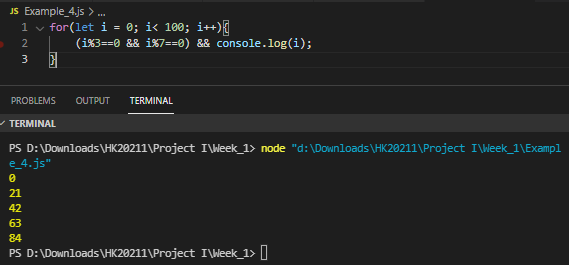 JS Example_4.js > ...
1 for(let i = 0; i< 100; i++){
2 (i%3==0 && i%7==0) && console.log(i);
3 }
PROBLEMS OUTPUT TERMINAL
TERMINAL
PS D:\Downloads\HK20211\Project I\Week_1> node "d:\Downloads\HK20211\Project I\Week_1\Exampl
e_4.js"
0
21
42
63
84
PS D:\Downloads\HK20211\Project I\Week_1>